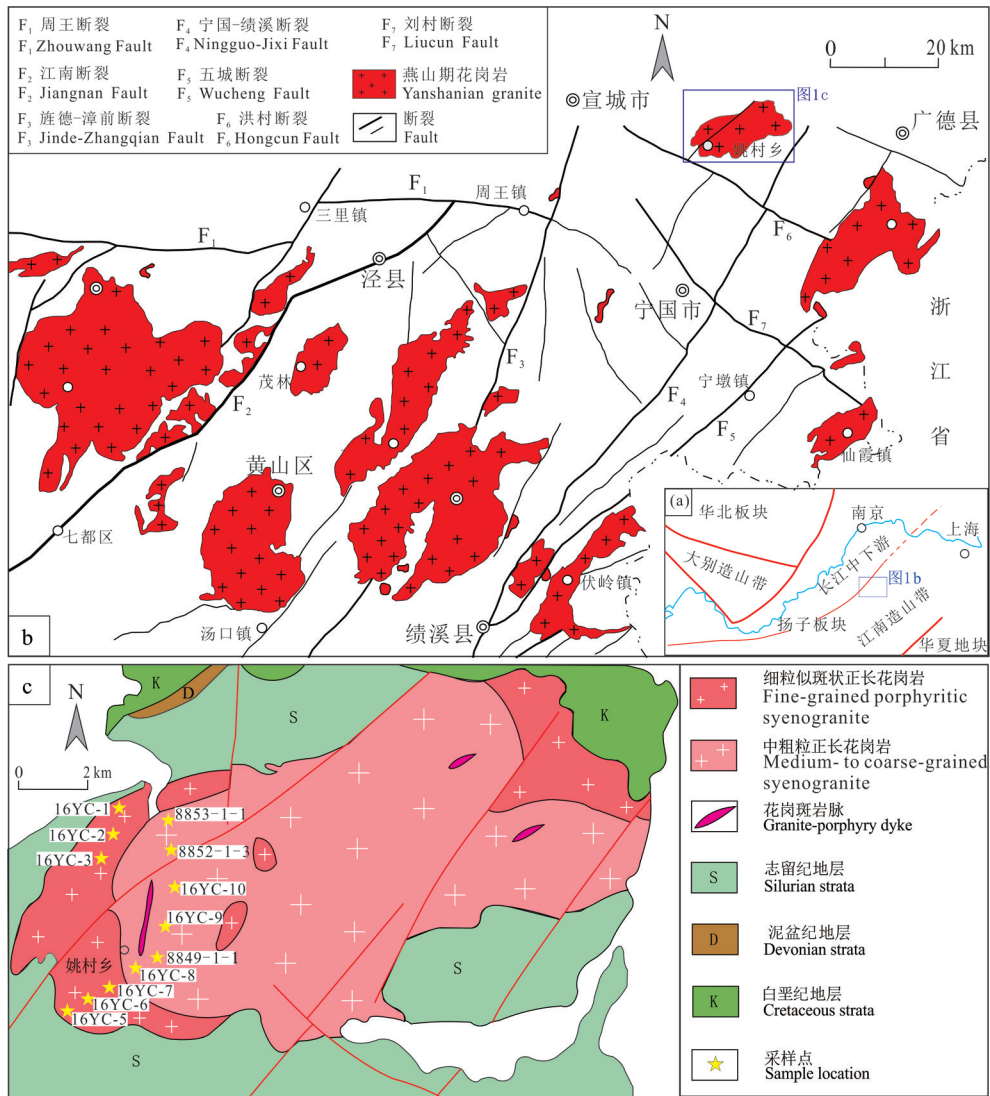 F₁ 周王断裂
F₁ Zhouwang Fault
F₄ 宁国-绩溪断裂
F₄ Ningguo-Jixi Fault
F₇ 刘村断裂
F₇ Liucun Fault
F₂ 江南断裂
F₂ Jiangnan Fault
F₅ 五城断裂
F₅ Wucheng Fault
燕山期花岗岩
Yanshanian granite
F₃ 旌德-漳前断裂
F₃ Jinde-Zhangqian Fault
F₆ 洪村断裂
F₆ Hongcun Fault
断裂
Fault
N
0 20 km
宣城市
图1c
广德县
姚村乡
F₁
周王镇
三里镇
F₁
F₆
泾县
宁国市
浙
江
省
F₇
F₃
茂林
宁墩镇
F₂
F₄
F₅
仙霞镇
黄山区
七都区
伏岭镇
汤口镇
绩溪县
b
(a)
华北板块
南京
上海
大别造山带
长江中下游
图1b
扬子板块
江南造山带
华夏地块
c
N
0 2 km
K
D
S
K
16YC-1
8853-1-1
16YC-2
8852-1-3
16YC-3
16YC-10
16YC-9
8849-1-1
姚村乡
16YC-8
16YC-7
16YC-6
16YC-5
S
S
细粒似斑状正长花岗岩
Fine-grained porphyritic
syenogranite
中粗粒正长花岗岩
Medium- to coarse-grained
syenogranite
花岗斑岩脉
Granite-porphyry dyke
S
志留纪地层
Silurian strata
D
泥盆纪地层
Devonian strata
K
白垩纪地层
Cretaceous strata
采样点
Sample location